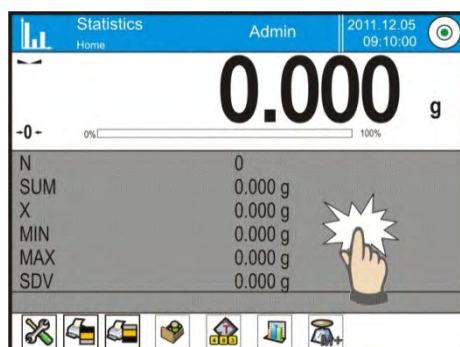 Statistics
Home
Admin
2011.12.05
09:10:00
0.000 g
-0-
0% 100%
N 0
SUM 0.000 g
X 0.000 g
MIN 0.000 g
MAX 0.000 g
SDV 0.000 g